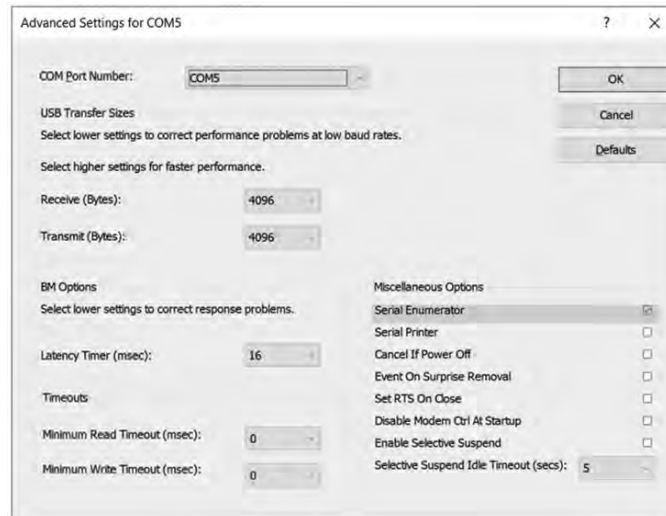 Advanced Settings for COM5 ? ×
COM Port Number: COM5 OK
USB Transfer Sizes Cancel
Select lower settings to correct performance problems at low baud rates.
Defaults
Select higher settings for faster performance.
Receive (Bytes): 4096
Transmit (Bytes): 4096
BM Options
Select lower settings to correct response problems.
Latency Timer (msec): 16
Timeouts
Minimum Read Timeout (msec): 0
Minimum Write Timeout (msec): 0
Miscellaneous Options
Serial Enumerator
Serial Printer
Cancel If Power Off
Event On Surprise Removal
Set RTS On Close
Disable Modem Ctrl At Startup
Enable Selective Suspend
Selective Suspend Idle Timeout (secs): 5